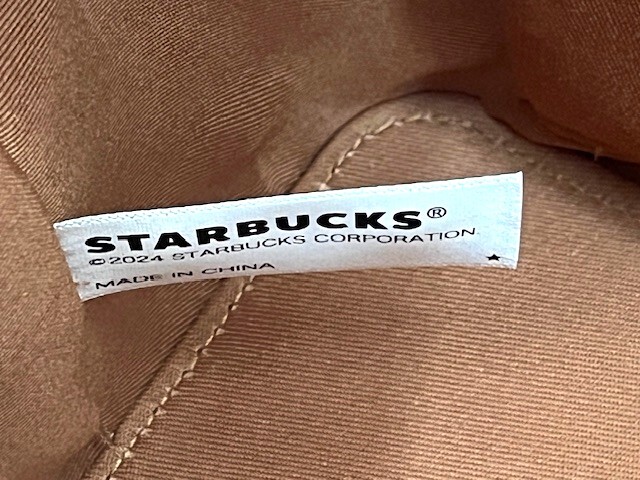 STARBUCKS®
©2024 STARBUCKS CORPORATION.
MADE IN CHINA